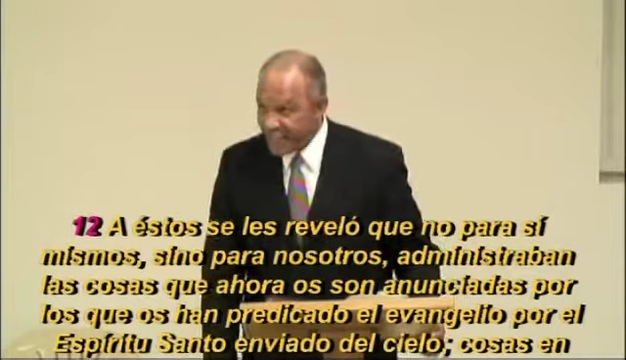 12 A éstos se les reveló que no para sí
mismos, sino para nosotros, administraban
las cosas que ahora os son anunciadas por
los que os han predicado el evangelio por el
Espíritu Santo enviado del cielo; cosas en